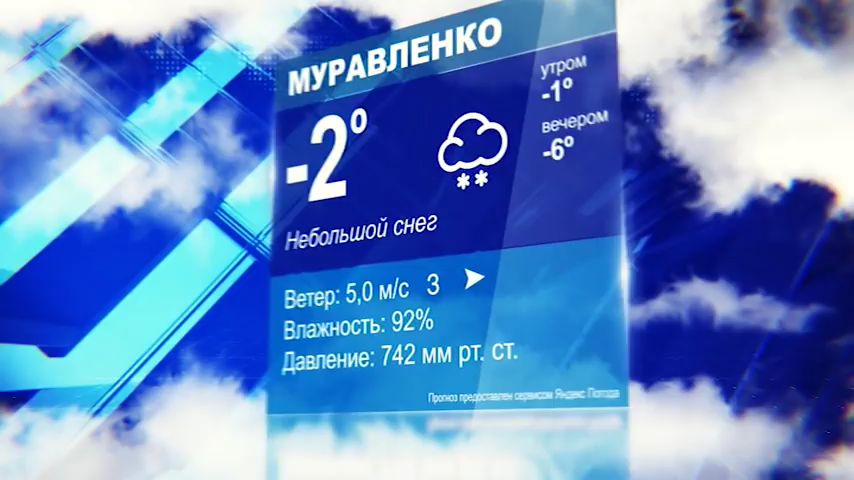 МУРАВЛЕНКО
-2°
Небольшой снег
утром
-1°
вечером
-6°
Ветер: 5,0 м/с З
Влажность: 92%
Давление: 742 мм рт. ст.
Прогноз предоставлен сервисом Яндекс Погода